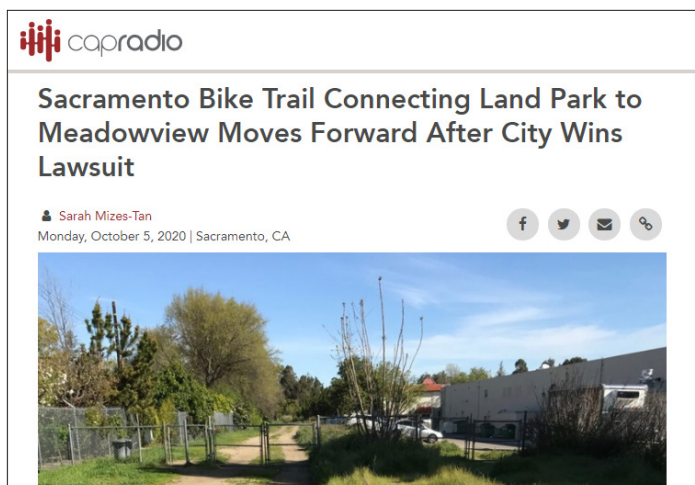 capradio
Sacramento Bike Trail Connecting Land Park to
Meadowview Moves Forward After City Wins
Lawsuit
Sarah Mizes-Tan
Monday, October 5, 2020 | Sacramento, CA